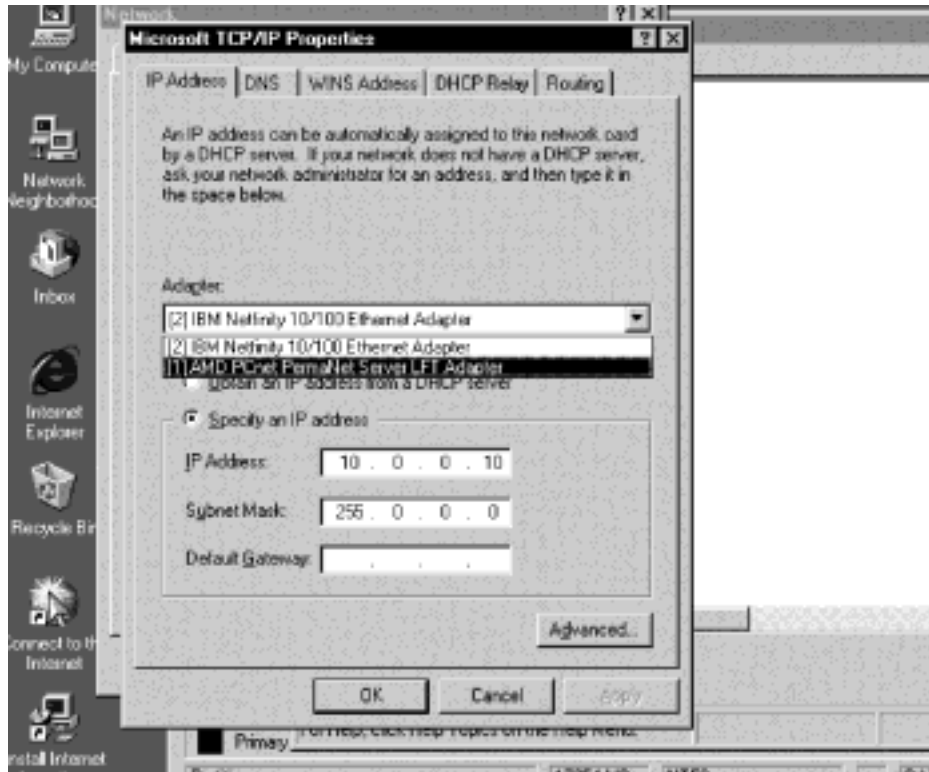 My Compute
Network
Neighborhoo
Inbox
Internet
Explorer
Recycle Bin
Connect to th
Internet
nstall Internet
Network
Microsoft TCP/IP Properties
IP Address
DNS
WINS Address
DHCP Relay
Routing
An IP address can be automatically assigned to this network card
by a DHCP server. If your network does not have a DHCP server,
ask your network administrator for an address, and then type it in
the space below.
Adapter:
[2] IBM Netfinity 10/100 Ethernet Adapter
[2] IBM Netfinity 10/100 Ethernet Adapter
[1] AMD PCnet PermaNet Server LFT Adapter
Obtain an IP address from a DHCP server
Specify an IP address
IP Address: 10 . 0 . 0 . 10
Subnet Mask: 255 . 0 . 0 . 0
Default Gateway: . . .
Advanced...
OK
Cancel
Apply
Primary
For Help, click Help Topics on the Help Menu.